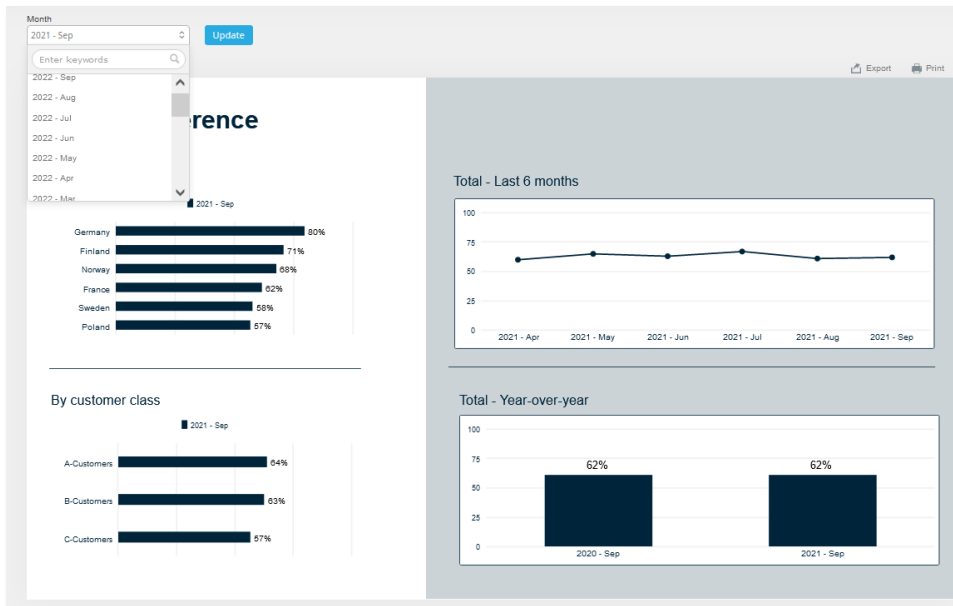 Month
2021 - Sep
Update
Enter keywords
2022 - Sep
2022 - Aug
2022 - Jul
2022 - Jun
2022 - May
2022 - Apr
2022 - Mar
Export
Print
rence
2021 - Sep
Germany 80%
Finland 71%
Norway 68%
France 62%
Sweden 58%
Poland 57%
By customer class
2021 - Sep
A-Customers 64%
B-Customers 63%
C-Customers 57%
Total - Last 6 months
100
75
50
25
0
2021 - Apr 2021 - May 2021 - Jun 2021 - Jul 2021 - Aug 2021 - Sep
Total - Year-over-year
100
75
50
25
0
62% 62%
2020 - Sep 2021 - Sep